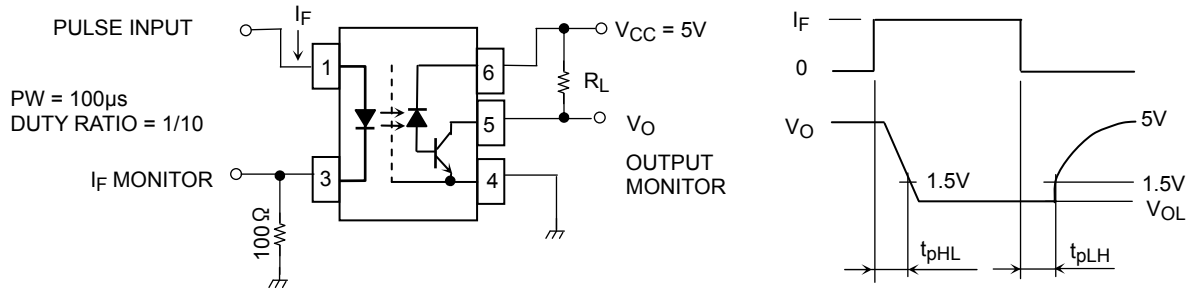 PULSE INPUT
I_F
1
6
5
3
4
V_CC = 5V
R_L
PW = 100μs
DUTY RATIO = 1/10
V_O
OUTPUT
MONITOR
I_F MONITOR
100 Ω
I_F
0
V_O
5V
1.5V
1.5V
V_OL
t_pHL
t_pLH